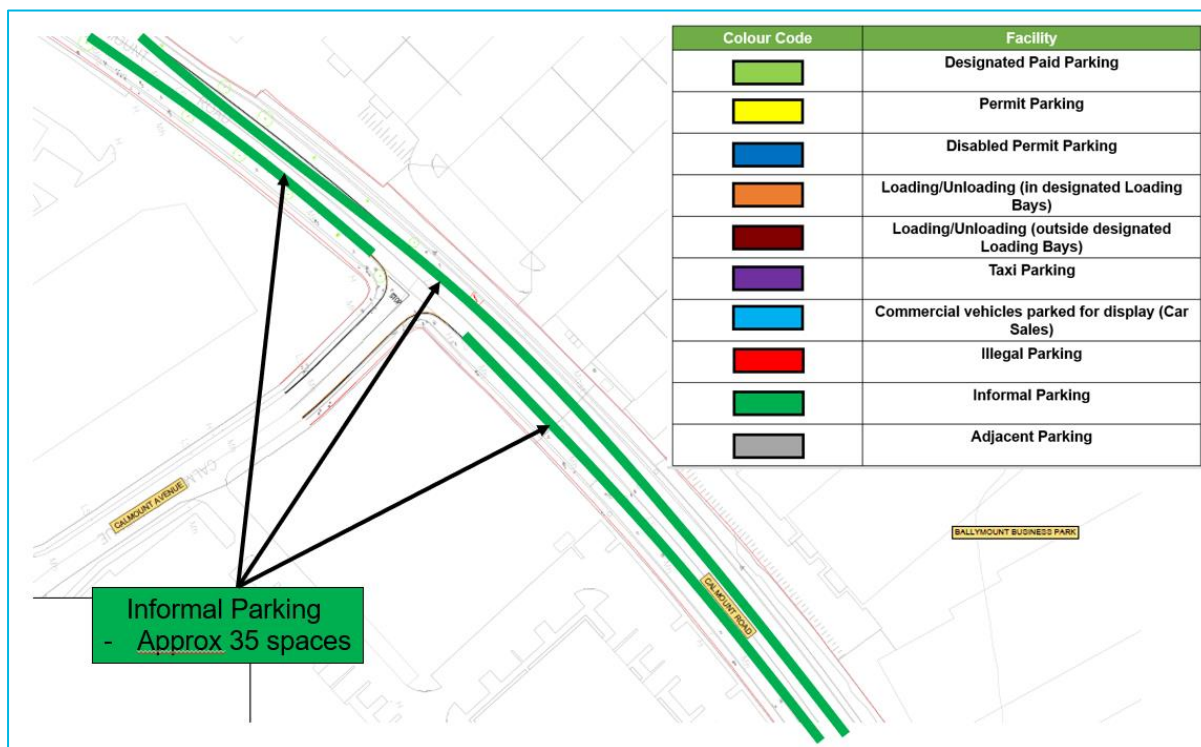 Colour Code Facility
Designated Paid Parking
Permit Parking
Disabled Permit Parking
Loading/Unloading (in designated Loading
Bays)
Loading/Unloading (outside designated
Loading Bays)
Taxi Parking
Commercial vehicles parked for display (Car
Sales)
Illegal Parking
Informal Parking
Adjacent Parking
STOP
CALMOUNT AVENUE
BALLYMOUNT BUSINESS PARK
CALMOUNT ROAD
Informal Parking
- Approx 35 spaces